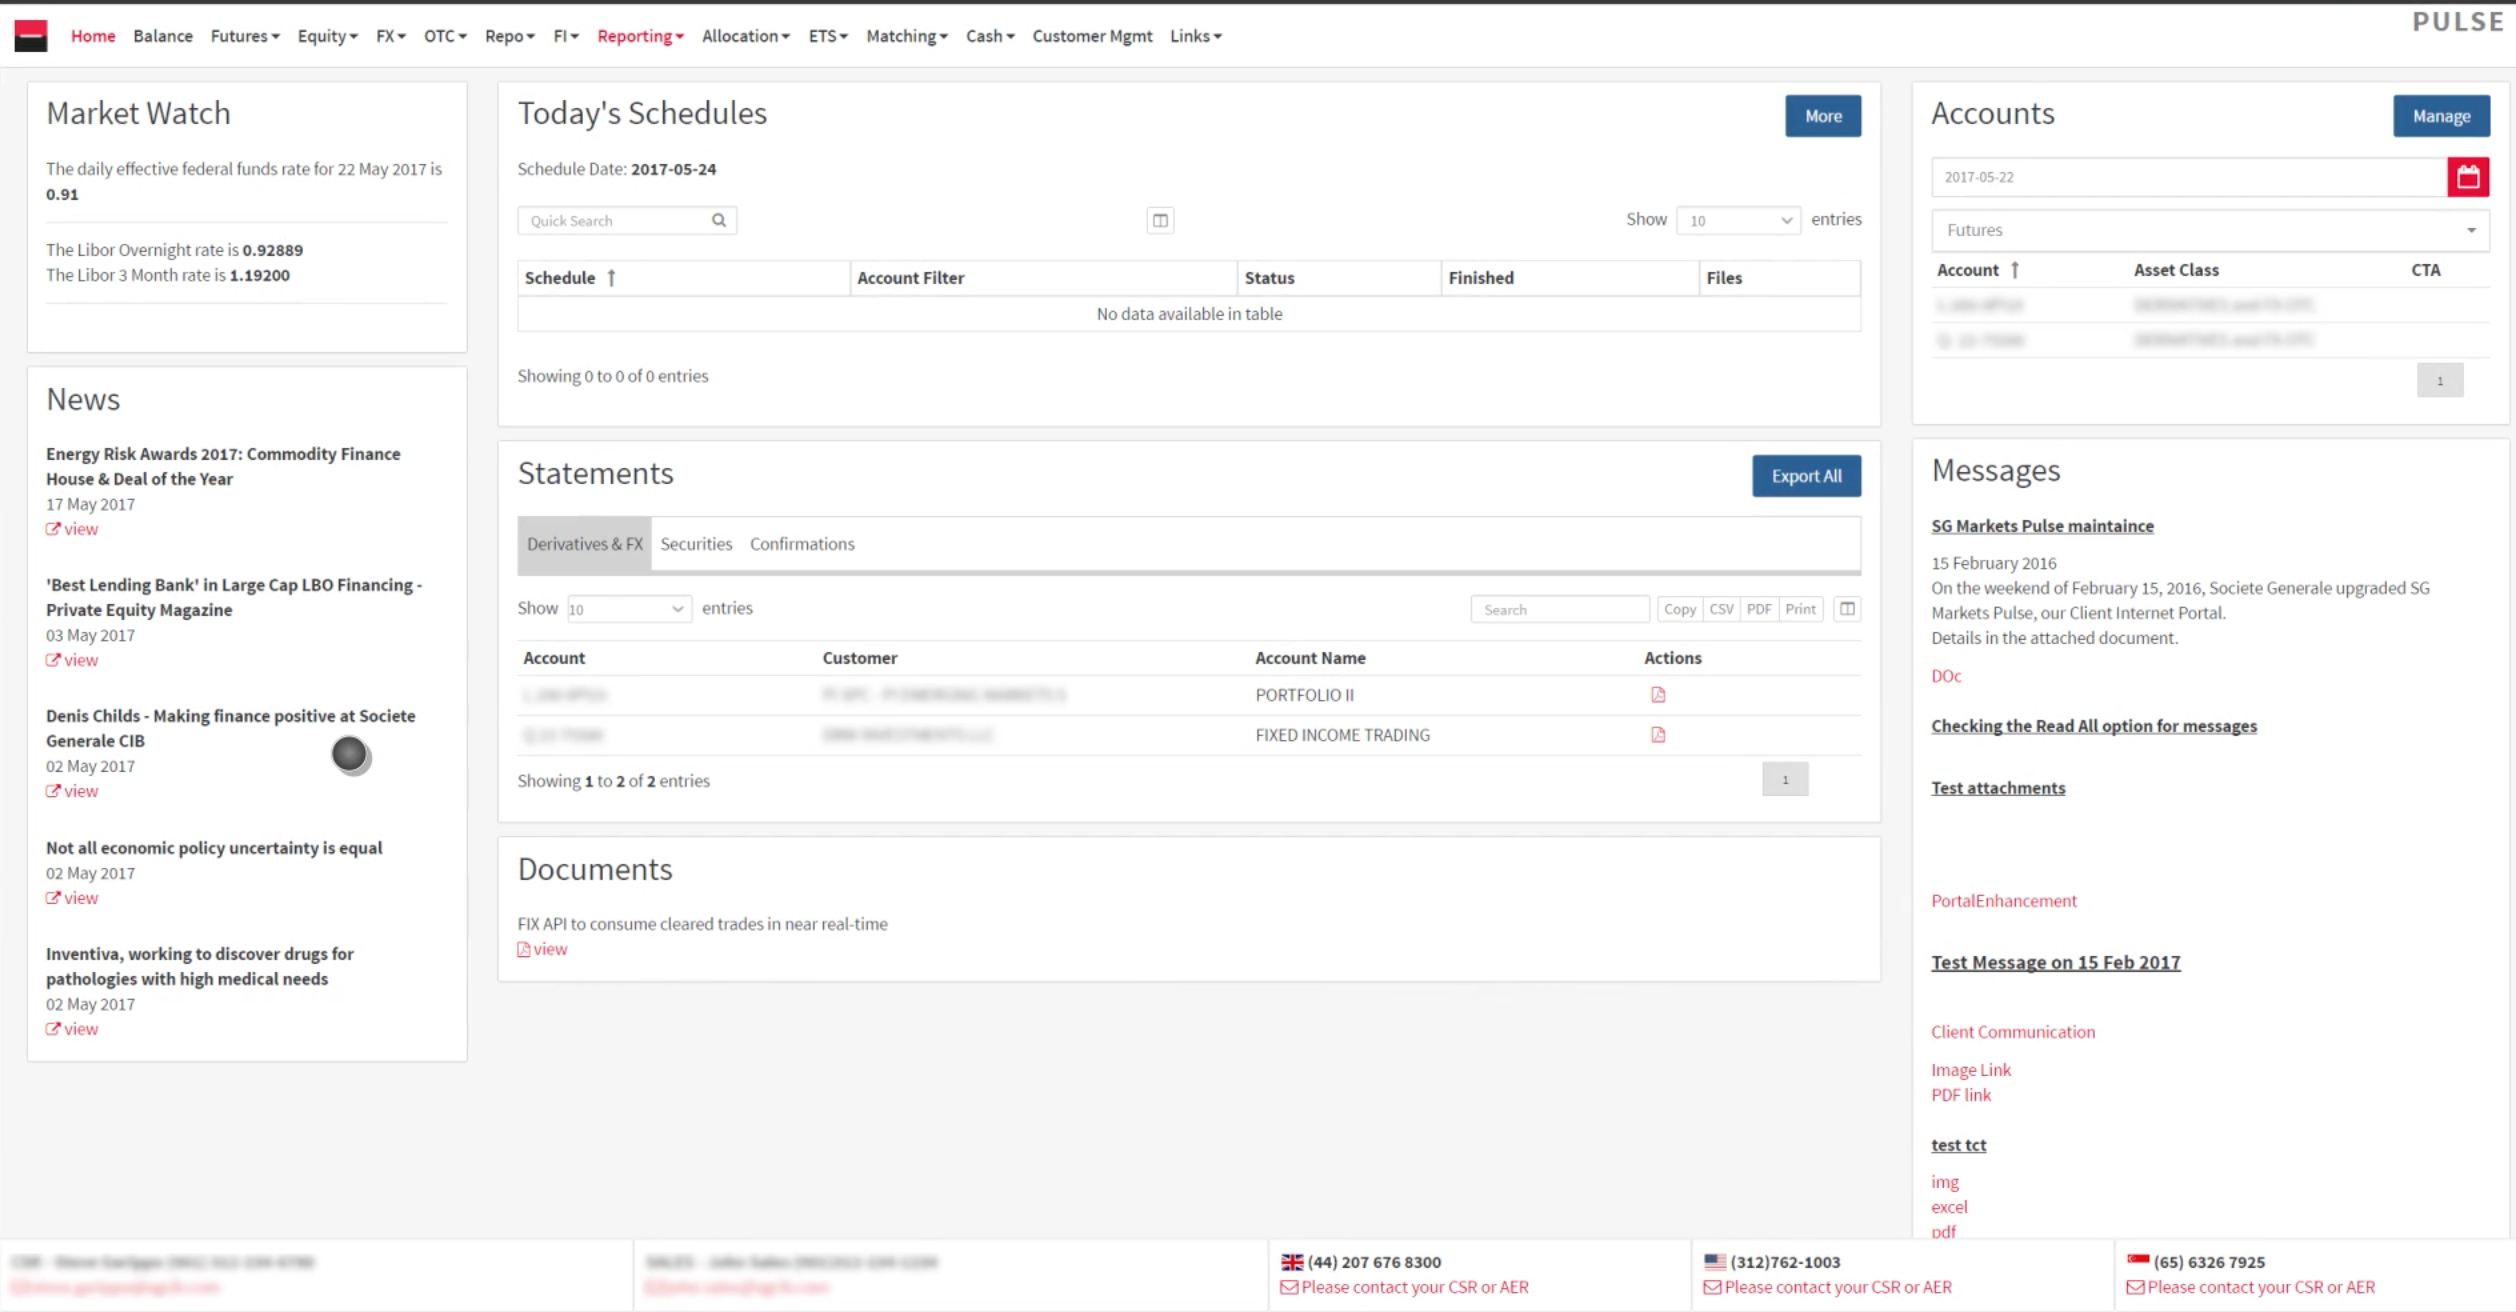 PULSE
Home Balance Futures Equity FX OTC Repo FI Reporting Allocation ETS Matching Cash Customer Mgmt Links
Market Watch
The daily effective federal funds rate for 22 May 2017 is
0.91
The Libor Overnight rate is 0.92889
The Libor 3 Month rate is 1.19200
News
Energy Risk Awards 2017: Commodity Finance
House & Deal of the Year
17 May 2017
view
'Best Lending Bank' in Large Cap LBO Financing -
Private Equity Magazine
03 May 2017
view
Denis Childs - Making finance positive at Societe
Generale CIB
02 May 2017
view
Not all economic policy uncertainty is equal
02 May 2017
view
Inventiva, working to discover drugs for
pathologies with high medical needs
02 May 2017
view
Today's Schedules
More
Schedule Date: 2017-05-24
Quick Search
Show 10 entries
Schedule Account Filter Status Finished Files
No data available in table
Showing 0 to 0 of 0 entries
Statements
Export All
Derivatives & FX Securities Confirmations
Show 10 entries
Search Copy CSV PDF Print
Account Customer Account Name Actions
PORTFOLIO II
FIXED INCOME TRADING
Showing 1 to 2 of 2 entries
1
Documents
FIX API to consume cleared trades in near real-time
view
Accounts
Manage
2017-05-22
Futures
Account Asset Class CTA
1
Messages
SG Markets Pulse maintaince
15 February 2016
On the weekend of February 15, 2016, Societe Generale upgraded SG
Markets Pulse, our Client Internet Portal.
Details in the attached document.
DOc
Checking the Read All option for messages
Test attachments
PortalEnhancement
Test Message on 15 Feb 2017
Client Communication
Image Link
PDF link
test tct
img
excel
pdf
(44) 207 676 8300
Please contact your CSR or AER
(312)762-1003
Please contact your CSR or AER
(65) 6326 7925
Please contact your CSR or AER